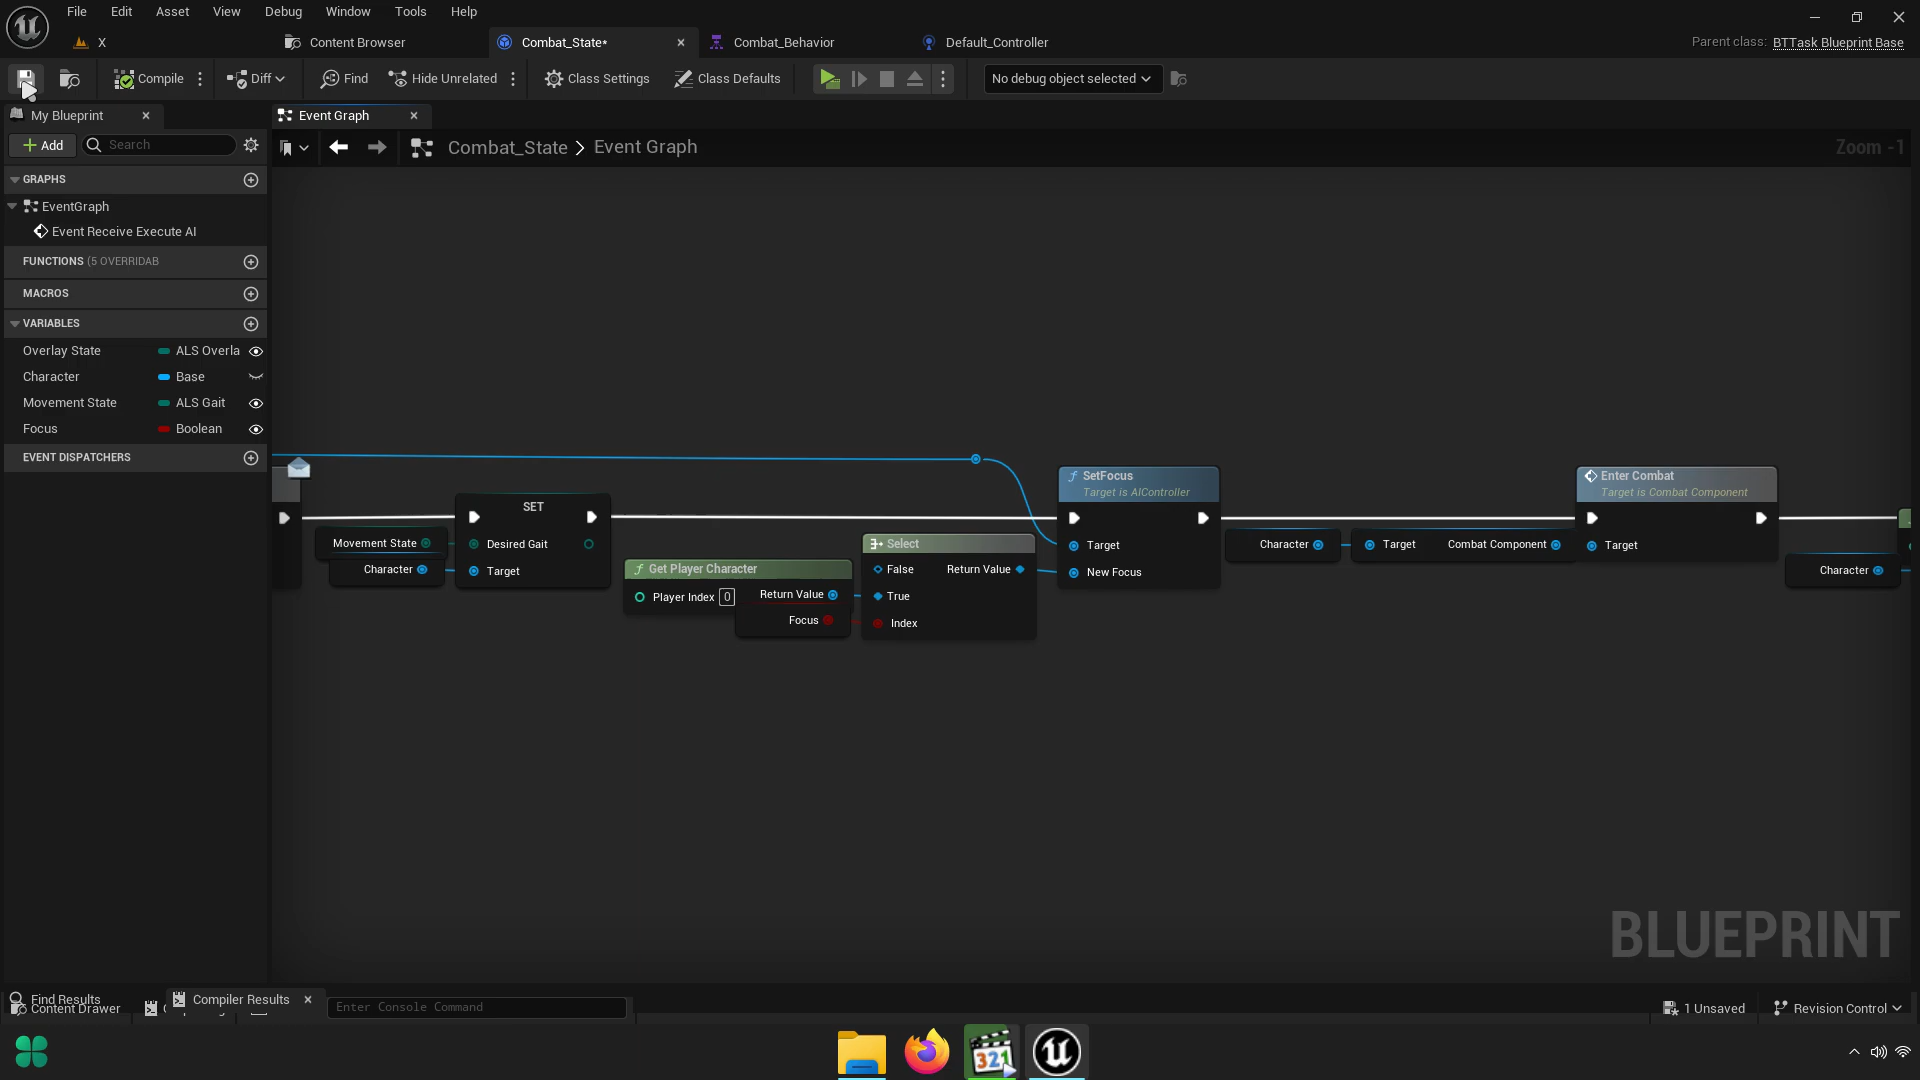 File Edit Asset View Debug Window Tools Help
X Content Browser Combat_State* Combat_Behavior Default_Controller Parent class: BTTask Blueprint Base
Compile Diff Find Hide Unrelated Class Settings Class Defaults No debug object selected
My Blueprint Event Graph
Add Search Combat_State > Event Graph Zoom -1
GRAPHS
EventGraph
Event Receive Execute AI
FUNCTIONS (5 OVERRIDAB
MACROS
VARIABLES
Overlay State ALS Overla
Character Base
Movement State ALS Gait
Focus Boolean
EVENT DISPATCHERS
SET
Movement State Desired Gait
Character Target
Get Player Character
Player Index 0 Return Value
Focus
Select
False Return Value
True
Index
SetFocus
Target is AIController
Target
New Focus
Character Target Combat Component
Enter Combat
Target is Combat Component
Target
Character
BLUEPRINT
Find Results Compiler Results
Content Drawer Enter Console Command 1 Unsaved Revision Control
321